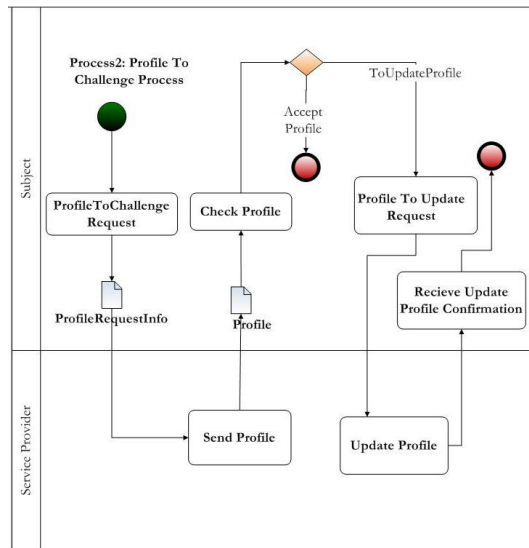 Process2: Profile To
Challenge Process
ToUpdateProfile
Accept
Profile
Subject
ProfileToChallenge
Request
Check Profile
Profile To Update
Request
ProfileRequestInfo
Profile
Recieve Update
Profile Confirmation
Service Provider
Send Profile
Update Profile